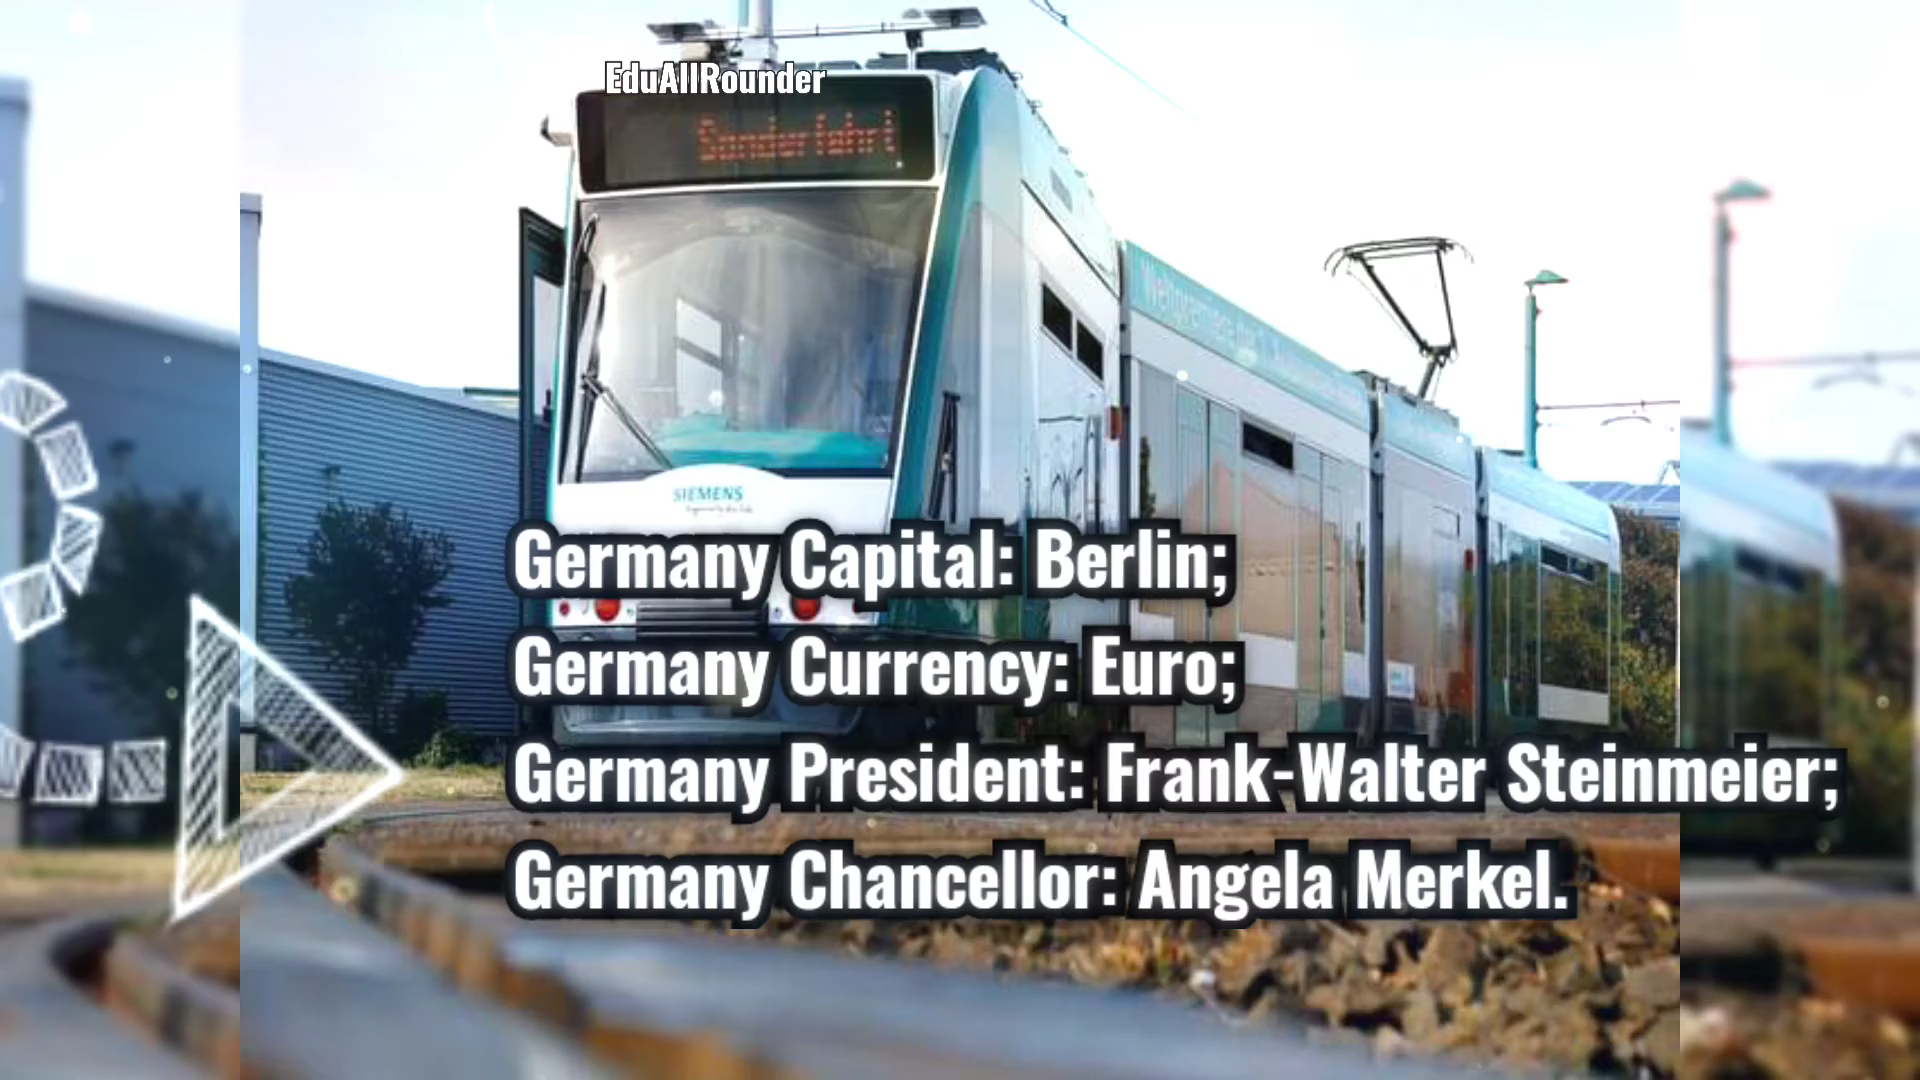 EduAllRounder
Sonderfahrt
SIEMENS
Germany Capital: Berlin;
Germany Currency: Euro;
Germany President: Frank-Walter Steinmeier;
Germany Chancellor: Angela Merkel.